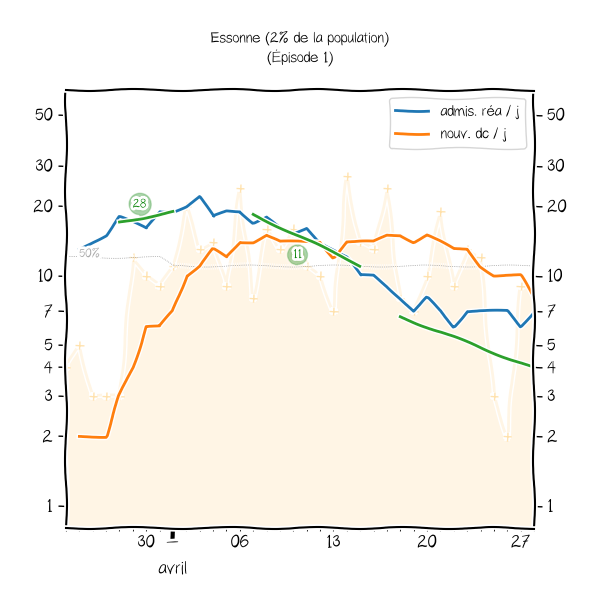 Essonne (2% de la population)
(Épisode 1)
admis. réa / j
nouv. dc / j
50 50
30 30
20 20
10 10
7 7
5 5
4 4
3 3
2 2
1 1
28
11
50%
30 1 06 13 20 27
avril